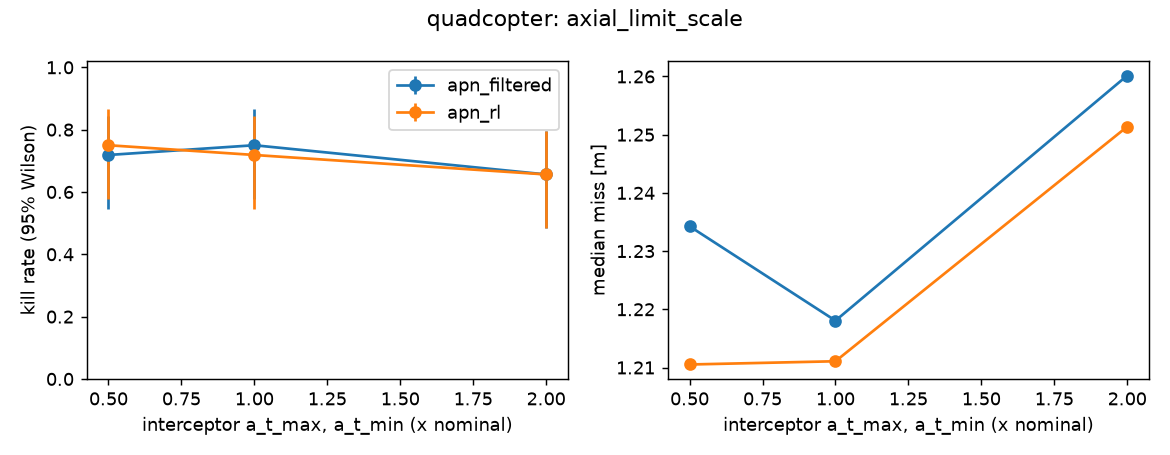 quadcopter: axial_limit_scale
kill rate (95% Wilson)
1.0
0.8
0.6
0.4
0.2
0.0
apn_filtered
apn_rl
0.50 0.75 1.00 1.25 1.50 1.75 2.00
interceptor a_t_max, a_t_min (x nominal)
median miss [m]
1.26
1.25
1.24
1.23
1.22
1.21
0.50 0.75 1.00 1.25 1.50 1.75 2.00
interceptor a_t_max, a_t_min (x nominal)